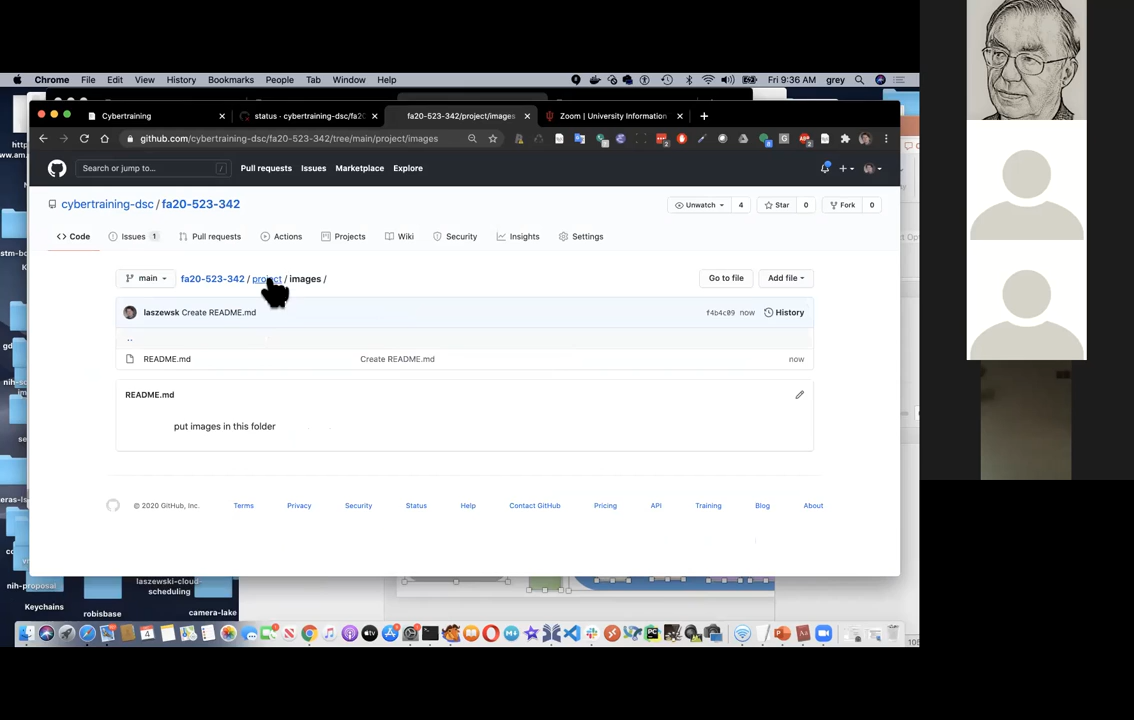 Chrome File Edit View History Bookmarks People Tab Window Help Fri 9:36 AM grey
Cybertraining
status · cybertraining-dsc/fa20
fa20-523-342/project/images
Zoom | University Information
github.com/cybertraining-dsc/fa20-523-342/tree/main/project/images
Search or jump to... /
Pull requests Issues Marketplace Explore
cybertraining-dsc / fa20-523-342
Unwatch 4 Star 0 Fork 0
<> Code Issues 1 Pull requests Actions Projects Wiki Security Insights Settings
main fa20-523-342 / project / images / Go to file Add file
laszewsk Create README.md f4b4c09 now History
..
README.md Create README.md now
README.md
put images in this folder
© 2020 GitHub, Inc. Terms Privacy Security Status Help Contact GitHub Pricing API Training Blog About
nih-proposal
laszewski-cloud-scheduling
Keychains
robisbase
camera-lake